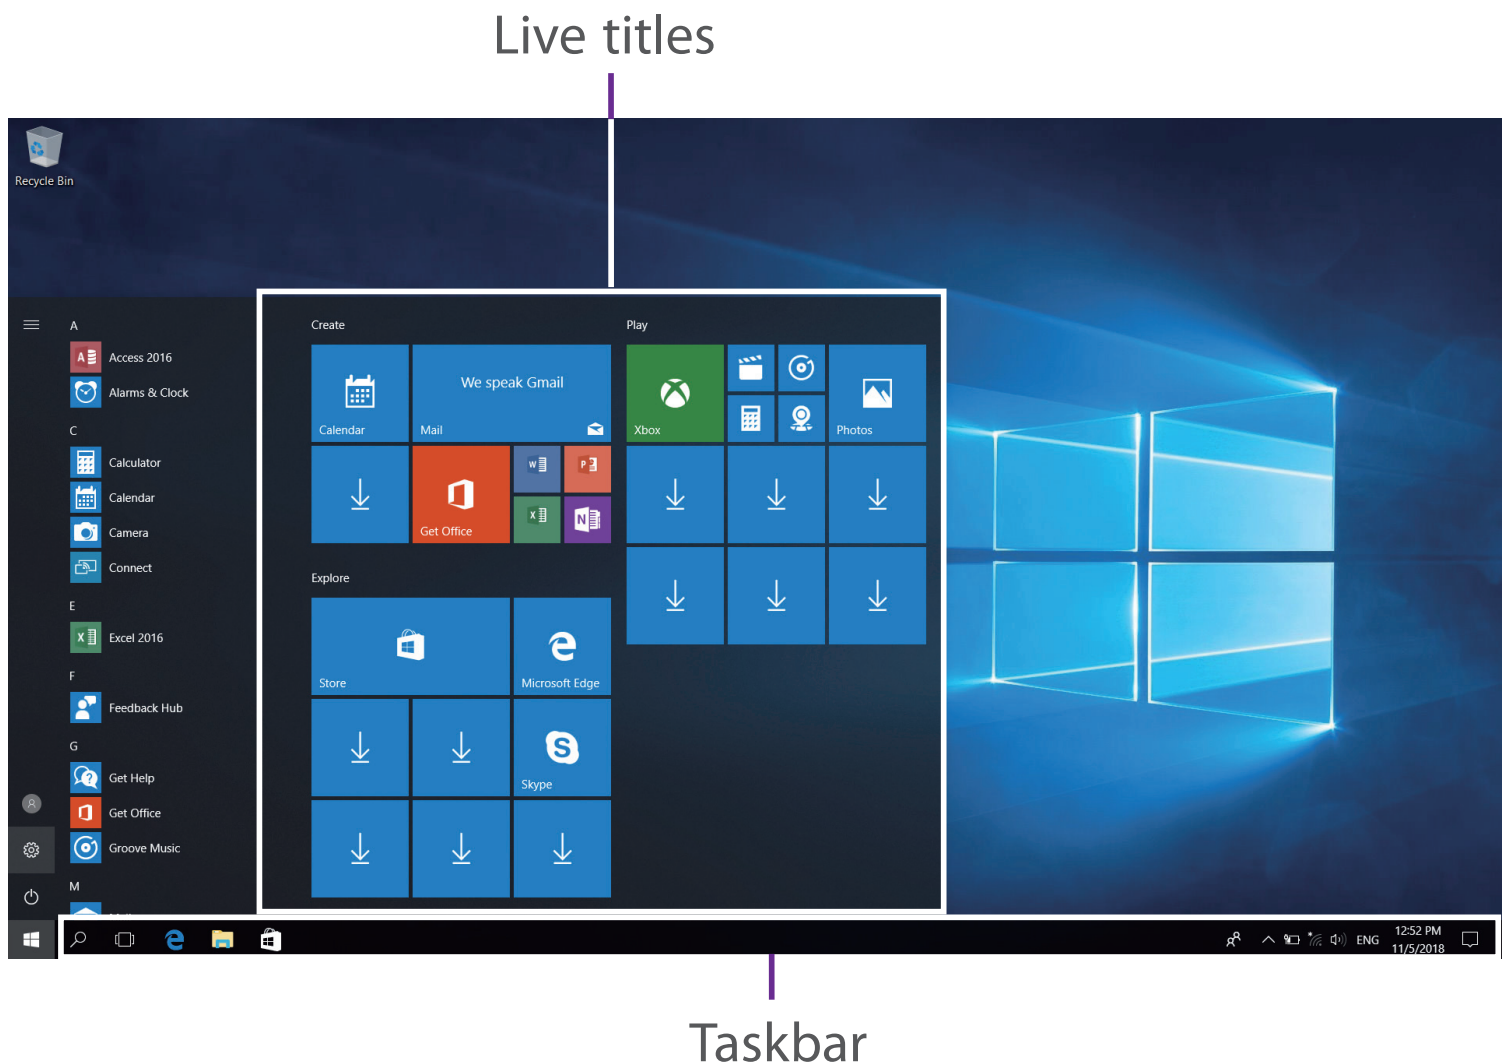 Live titles
Recycle Bin
A
Access 2016
Alarms & Clock
C
Calculator
Calendar
Camera
Connect
E
Excel 2016
F
Feedback Hub
G
Get Help
Get Office
Groove Music
M
Create
Calendar
We speak Gmail
Mail
Get Office
Explore
Store
Microsoft Edge
Skype
Play
Xbox
Photos
ENG
12:52 PM
11/5/2018
Taskbar